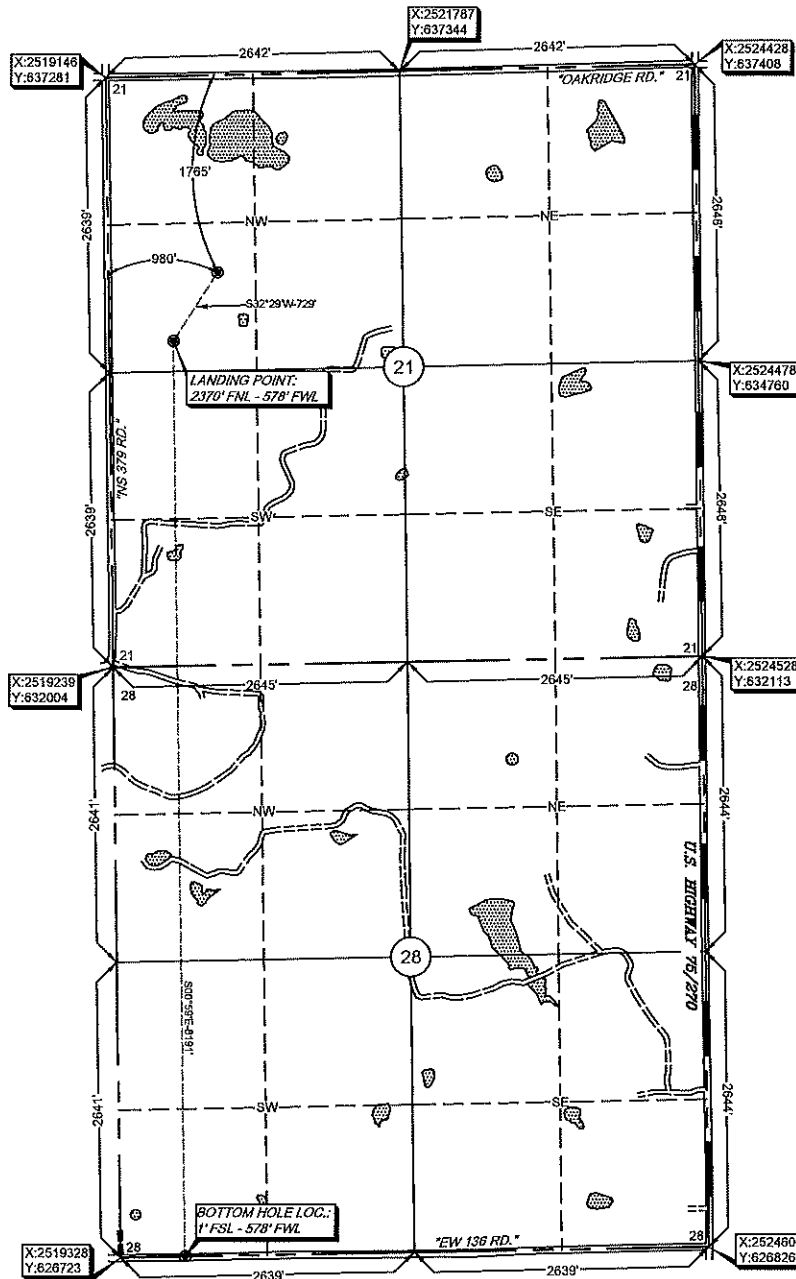 X:2521787
Y:637344
X:2519146
Y:637281
2642'
2642'
X:2524428
Y:637408
21
"OAKRIDGE RD."
21
1765'
2639'
NW
NE
2648'
980'
S32°29'W-729'
LANDING POINT:
2370' FNL - 578' FWL
21
X:2524478
Y:634760
"NS 379 RD."
2639'
SW
SE
2648'
21
21
X:2519239
Y:632004
28
2645'
2645'
28
X:2524528
Y:632113
2641'
NW
NE
2644'
U.S. HIGHWAY 75/270
28
S00°59'E-8191'
2641'
SW
SE
2644'
BOTTOM HOLE LOC.:
1' FSL - 578' FWL
X:2519328
Y:626723
28
"EW 136 RD."
28
X:252460
Y:626826
2639'
2639'